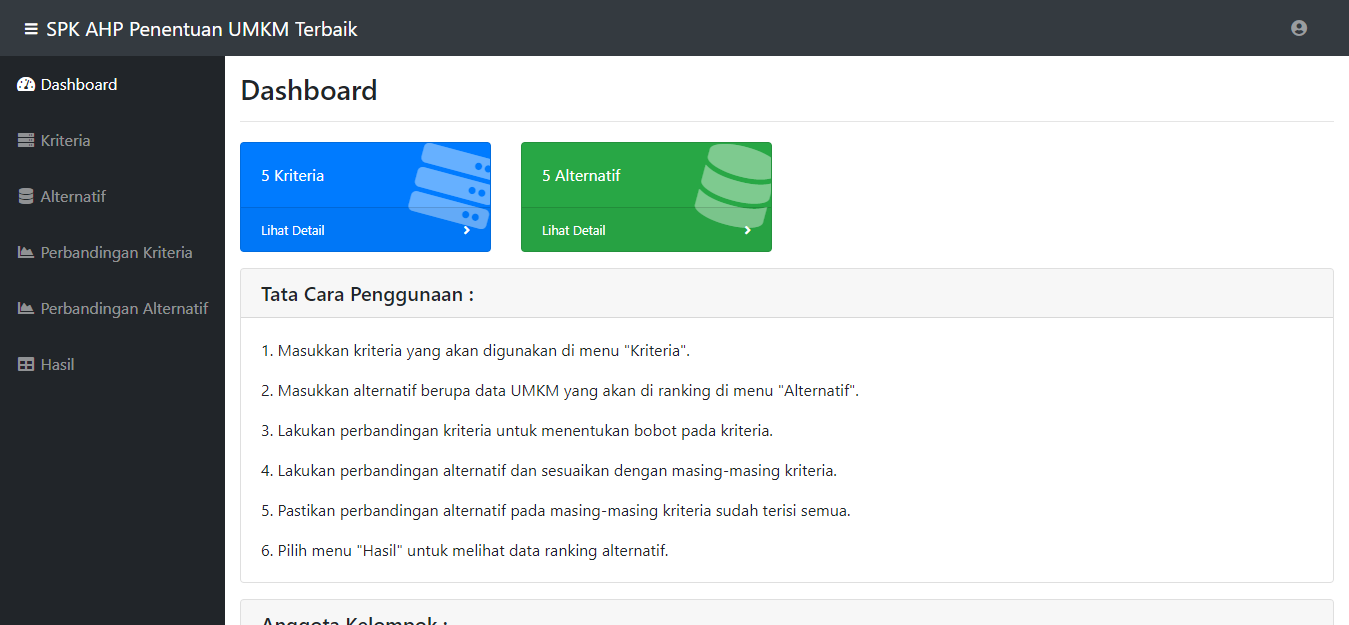 SPK AHP Penentuan UMKM Terbaik
Dashboard
Kriteria
Alternatif
Perbandingan Kriteria
Perbandingan Alternatif
Hasil
Dashboard
5 Kriteria
Lihat Detail
5 Alternatif
Lihat Detail
Tata Cara Penggunaan :
1. Masukkan kriteria yang akan digunakan di menu "Kriteria".
2. Masukkan alternatif berupa data UMKM yang akan di ranking di menu "Alternatif".
3. Lakukan perbandingan kriteria untuk menentukan bobot pada kriteria.
4. Lakukan perbandingan alternatif dan sesuaikan dengan masing-masing kriteria.
5. Pastikan perbandingan alternatif pada masing-masing kriteria sudah terisi semua.
6. Pilih menu "Hasil" untuk melihat data ranking alternatif.
Anggota Kelompok :